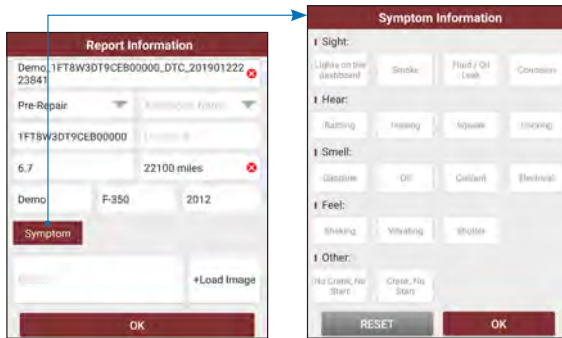 Report Information
Demo_1FT8W3DT9CEB00000_DTC_201901222
23841
Pre-Repair
1FT8W3DT9CEB00000
6.7 22100 miles
Demo F-350 2012
Symptom
+Load Image
OK
Symptom Information
Sight:
Lights on the
dashboard
Smoke
Fluid / Oil
Leak
Corrosion
Hear:
Rattling Hissing Squeak Knocking
Smell:
Gasoline Oil Coolant Electrical
Feel:
Shaking Vibrating Shutter
Other:
No Crank, No
Start
Crank, No
Start
RESET OK